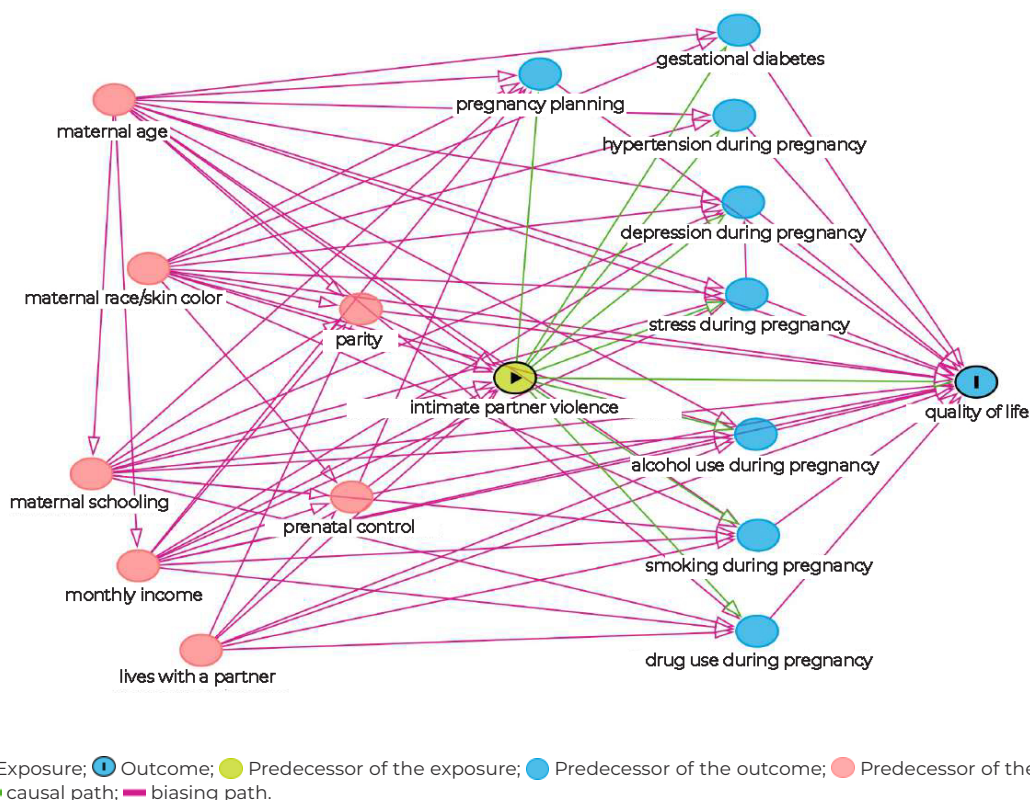 gestational diabetes
pregnancy planning
maternal age
hypertension during pregnancy
depression during pregnancy
maternal race/skin color
stress during pregnancy
parity
intimate partner violence
quality of life
alcohol use during pregnancy
maternal schooling
prenatal control
smoking during pregnancy
monthly income
drug use during pregnancy
lives with a partner
Exposure; Outcome; Predecessor of the exposure; Predecessor of the outcome; Predecessor of the
causal path; biasing path.